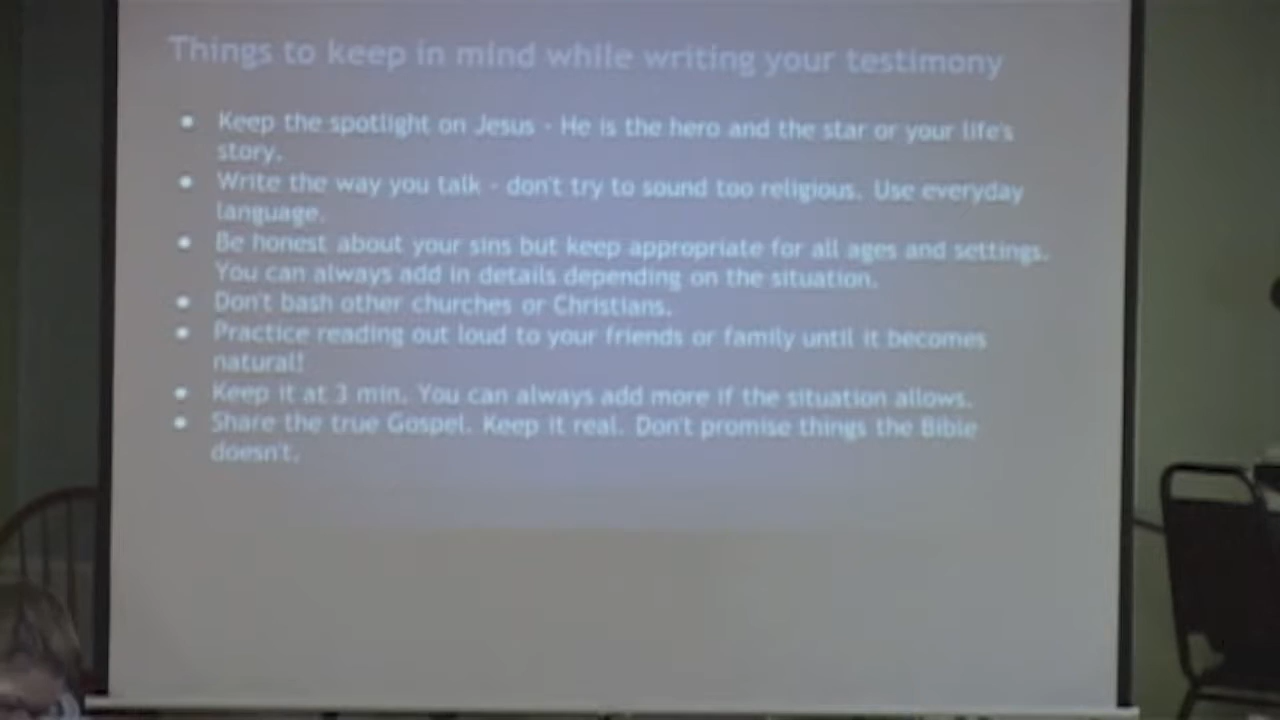 Things to keep in mind while writing your testimony
● Keep the spotlight on Jesus - He is the hero and the star or your life's
story.
● Write the way you talk - don't try to sound too religious. Use everyday
language.
● Be honest about your sins but keep appropriate for all ages and settings.
You can always add in details depending on the situation.
● Don't bash other churches or Christians.
● Practice reading out loud to your friends or family until it becomes
natural!
● Keep it at 3 min. You can always add more if the situation allows.
● Share the true Gospel. Keep it real. Don't promise things the Bible
doesn't.